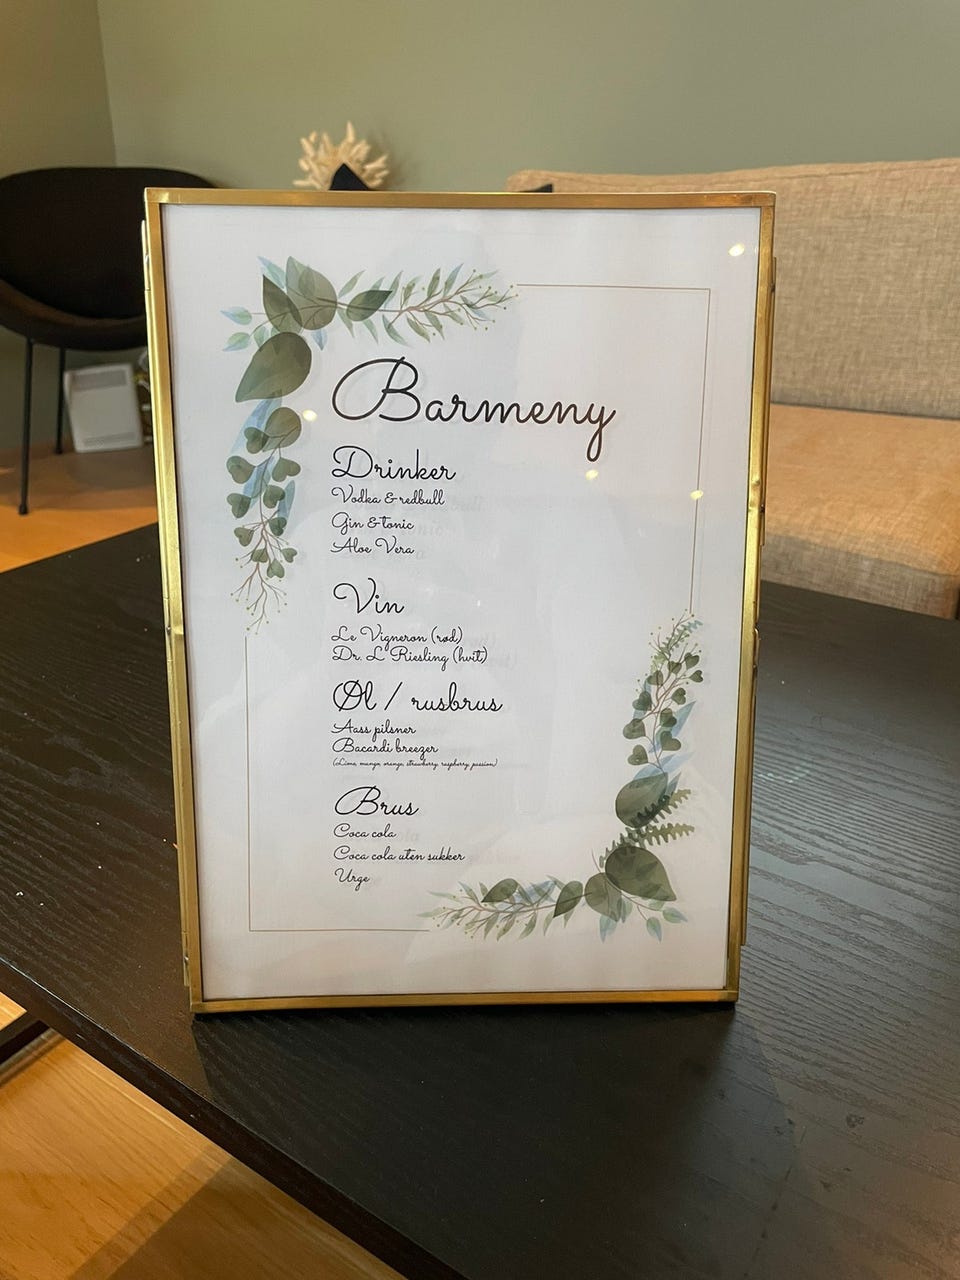 Barmeny
Drinker
Vodka & redbull
Gin & tonic
Aloe Vera
Vin
Le Vigneron (rød)
Dr. L Riesling (hvit)
Øl / rusbrus
Aass pilsner
Bacardi breezer
(Lime, mango, orange, strawberry, raspberry, passion)
Brus
Coca cola
Coca cola uten sukker
Urge